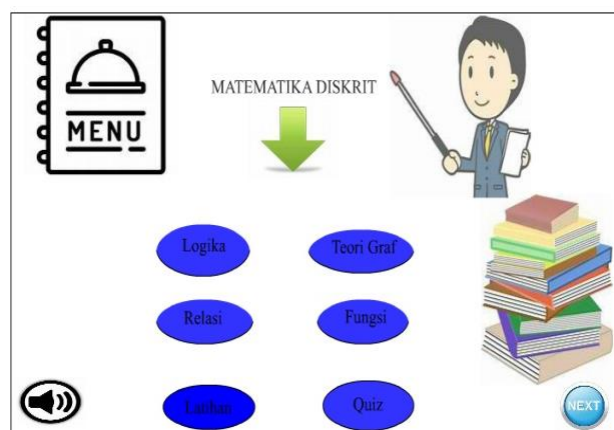 MENU
MATEMATIKA DISKRIT
Logika
Teori Graf
Relasi
Fungsi
Latihan
Quiz
NEXT